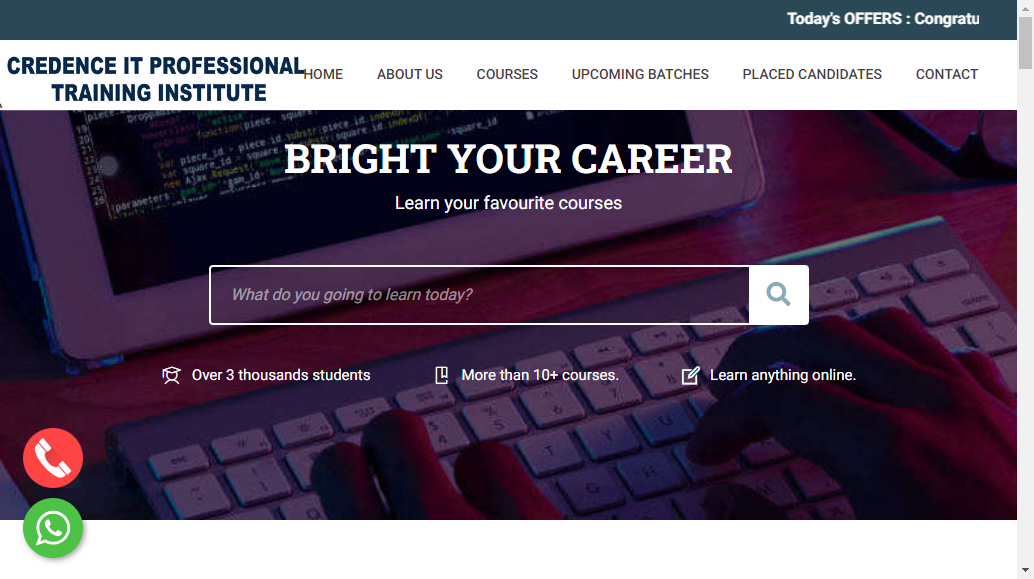 Today's OFFERS : Congratu
CREDENCE IT PROFESSIONAL
TRAINING INSTITUTE
HOME ABOUT US COURSES UPCOMING BATCHES PLACED CANDIDATES CONTACT
BRIGHT YOUR CAREER
Learn your favourite courses
What do you going to learn today?
Over 3 thousands students More than 10+ courses. Learn anything online.